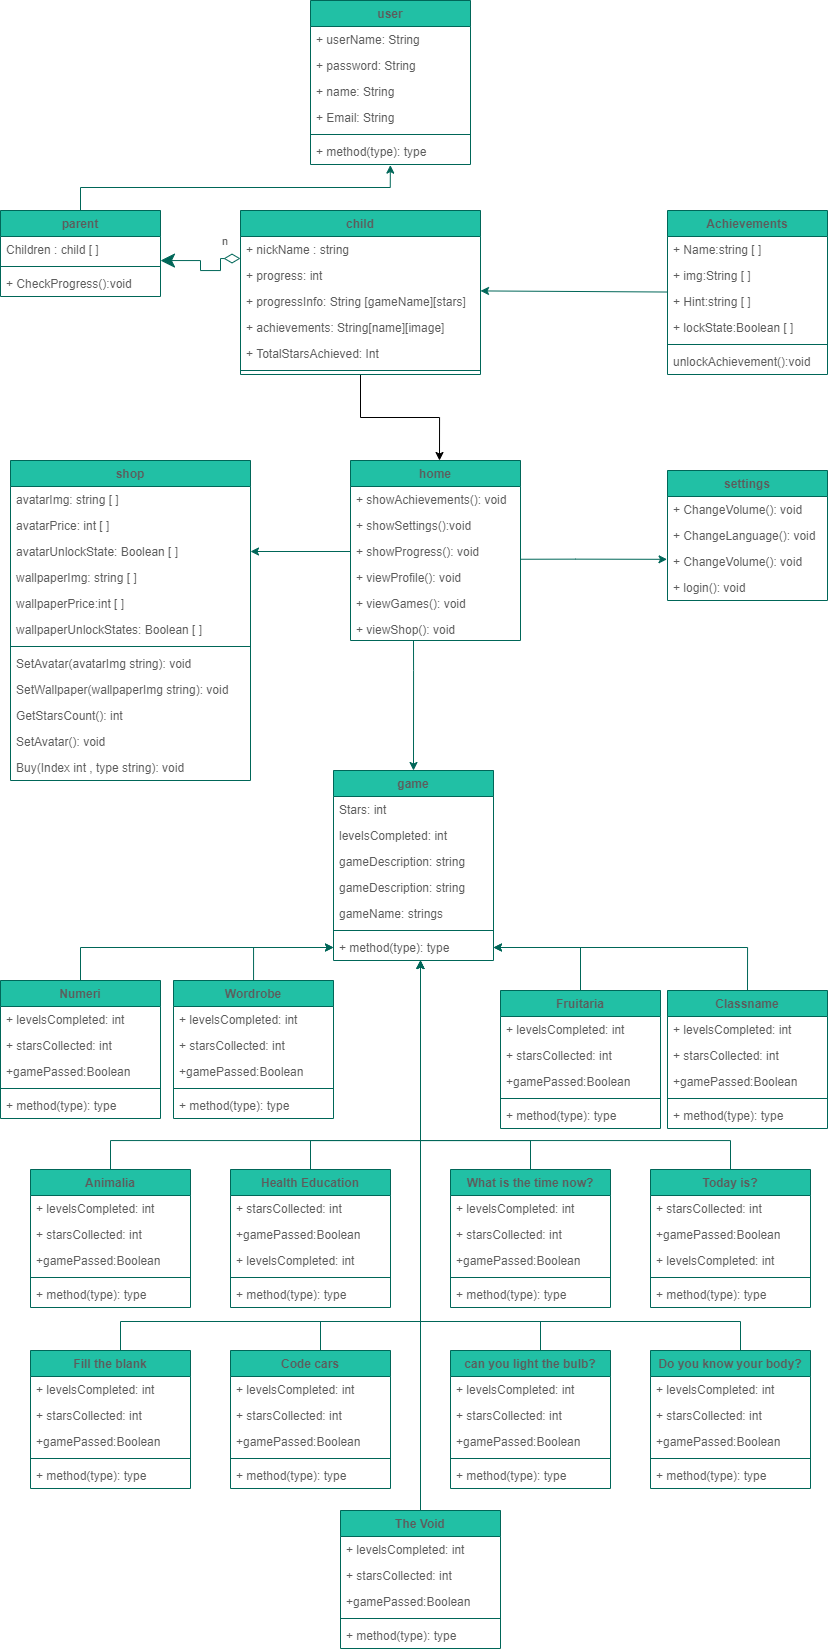 user
+ userName: String
+ password: String
+ name: String
+ Email: String
+ method(type): type
parent
Children : child [ ]
+ CheckProgress():void
n
child
+ nickName : string
+ progress: int
+ progressInfo: String [gameName][stars]
+ achievements: String[name][image]
+ TotalStarsAchieved: Int
Achievements
+ Name:string [ ]
+ img:String [ ]
+ Hint:string [ ]
+ lockState:Boolean [ ]
unlockAchievement():void
shop
avatarImg: string [ ]
avatarPrice: int [ ]
avatarUnlockState: Boolean [ ]
wallpaperImg: string [ ]
wallpaperPrice:int [ ]
wallpaperUnlockStates: Boolean [ ]
SetAvatar(avatarImg string): void
SetWallpaper(wallpaperImg string): void
GetStarsCount(): int
SetAvatar(): void
Buy(Index int , type string): void
home
+ showAchievements(): void
+ showSettings():void
+ showProgress(): void
+ viewProfile(): void
+ viewGames(): void
+ viewShop(): void
settings
+ ChangeVolume(): void
+ ChangeLanguage(): void
+ ChangeVolume(): void
+ login(): void
game
Stars: int
levelsCompleted: int
gameDescription: string
gameDescription: string
gameName: strings
+ method(type): type
Numeri
+ levelsCompleted: int
+ starsCollected: int
+gamePassed:Boolean
+ method(type): type
Wordrobe
+ levelsCompleted: int
+ starsCollected: int
+gamePassed:Boolean
+ method(type): type
Fruitaria
+ levelsCompleted: int
+ starsCollected: int
+gamePassed:Boolean
+ method(type): type
Classname
+ levelsCompleted: int
+ starsCollected: int
+gamePassed:Boolean
+ method(type): type
Animalia
+ levelsCompleted: int
+ starsCollected: int
+gamePassed:Boolean
+ method(type): type
Health Education
+ starsCollected: int
+gamePassed:Boolean
+ levelsCompleted: int
+ method(type): type
What is the time now?
+ levelsCompleted: int
+ starsCollected: int
+gamePassed:Boolean
+ method(type): type
Today is?
+ starsCollected: int
+gamePassed:Boolean
+ levelsCompleted: int
+ method(type): type
Fill the blank
+ levelsCompleted: int
+ starsCollected: int
+gamePassed:Boolean
+ method(type): type
Code cars
+ levelsCompleted: int
+ starsCollected: int
+gamePassed:Boolean
+ method(type): type
can you light the bulb?
+ levelsCompleted: int
+ starsCollected: int
+gamePassed:Boolean
+ method(type): type
Do you know your body?
+ levelsCompleted: int
+ starsCollected: int
+gamePassed:Boolean
+ method(type): type
The Void
+ levelsCompleted: int
+ starsCollected: int
+gamePassed:Boolean
+ method(type): type